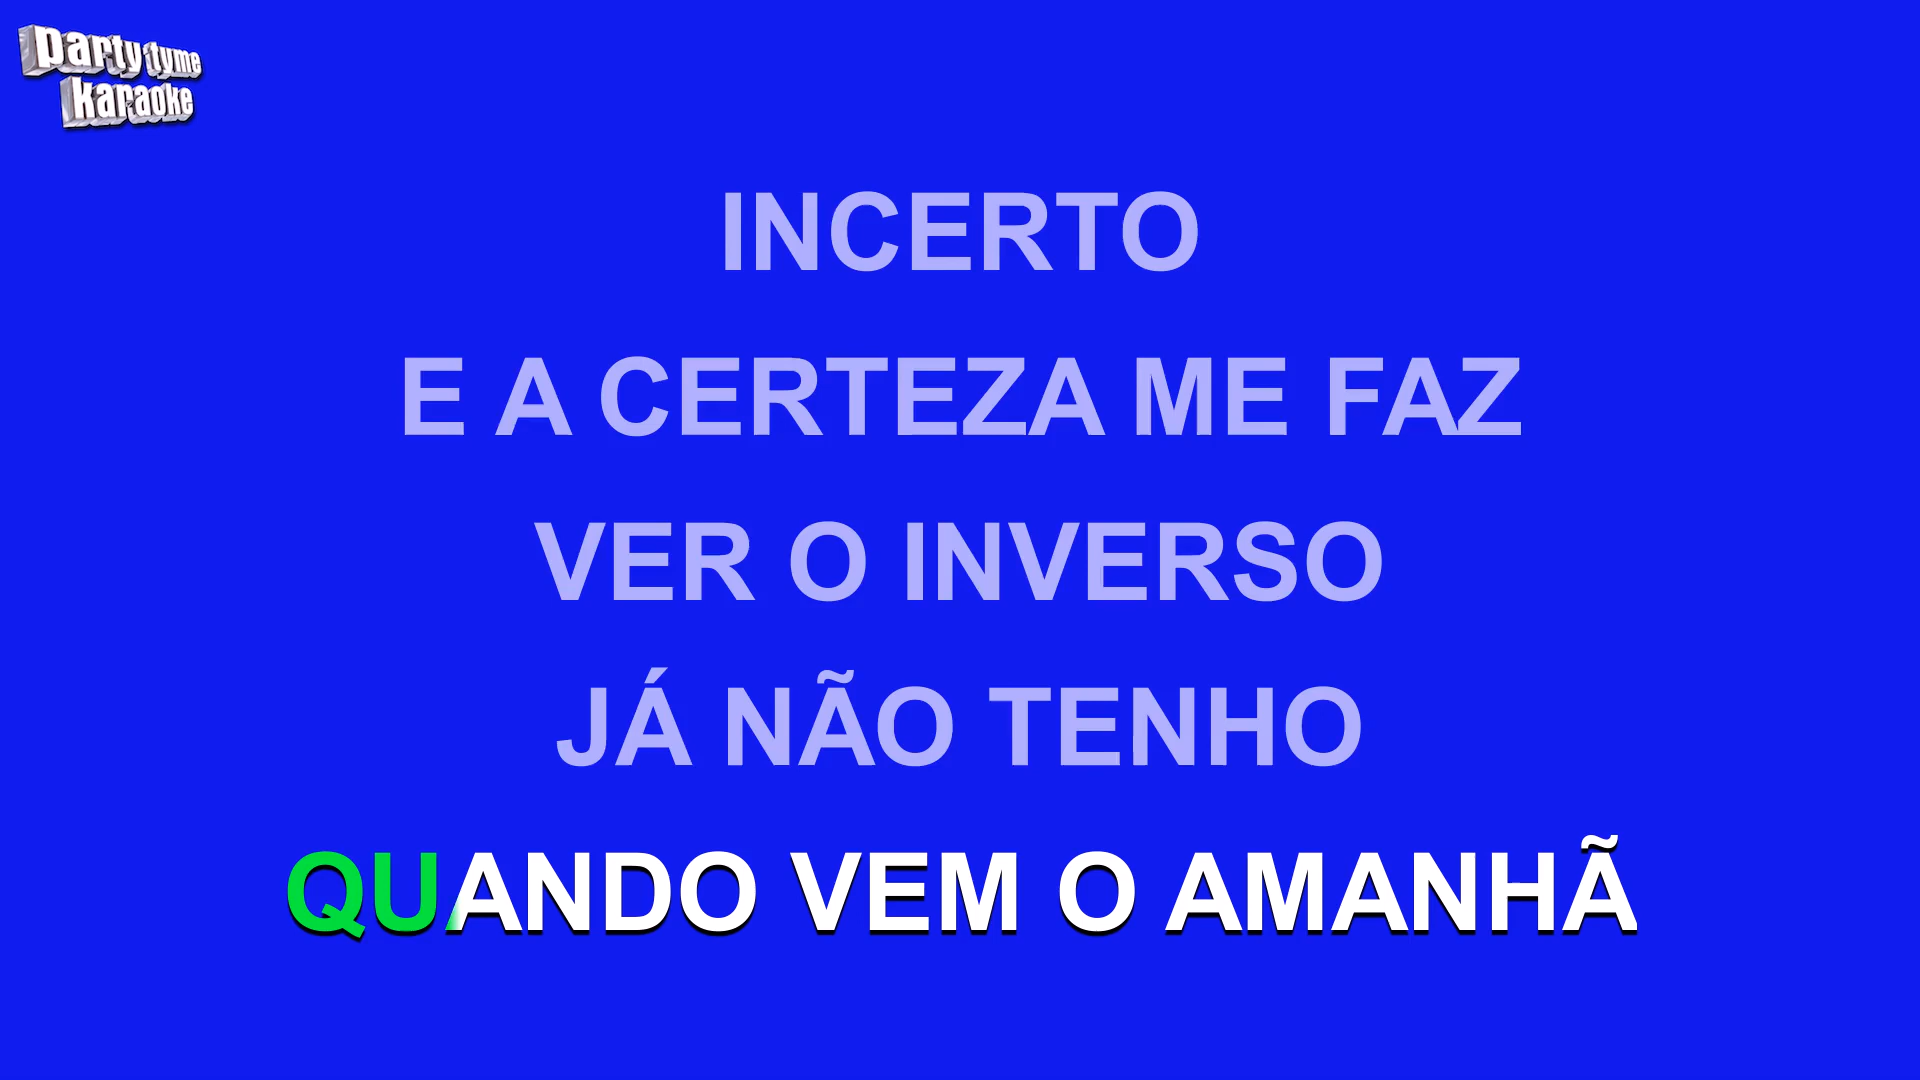 party tyme
karaoke
INCERTO
E A CERTEZA ME FAZ
VER O INVERSO
JÁ NÃO TENHO
QUANDO VEM O AMANHÃ